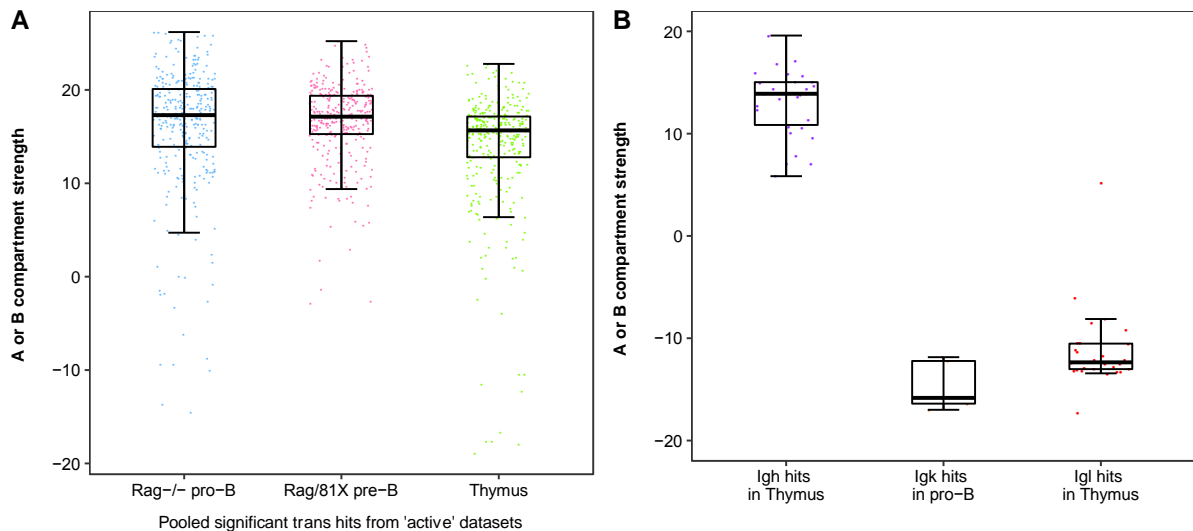 A
A or B compartment strength
20
10
0
−10
−20
Rag−/− pro−B
Rag/81X pre−B
Thymus
Pooled significant trans hits from 'active' datasets
B
A or B compartment strength
20
10
0
−10
−20
Igh hits
in Thymus
Igk hits
in pro−B
Igl hits
in Thymus